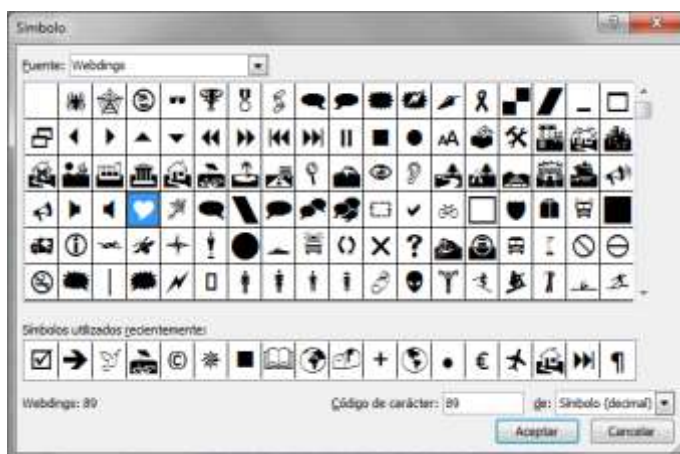 Símbolo
Fuente: Webdings
Símbolos utilizados recientemente:
Webdings: 89
Código de carácter: 89 de: Símbolo (decimal)
Aceptar Cancelar